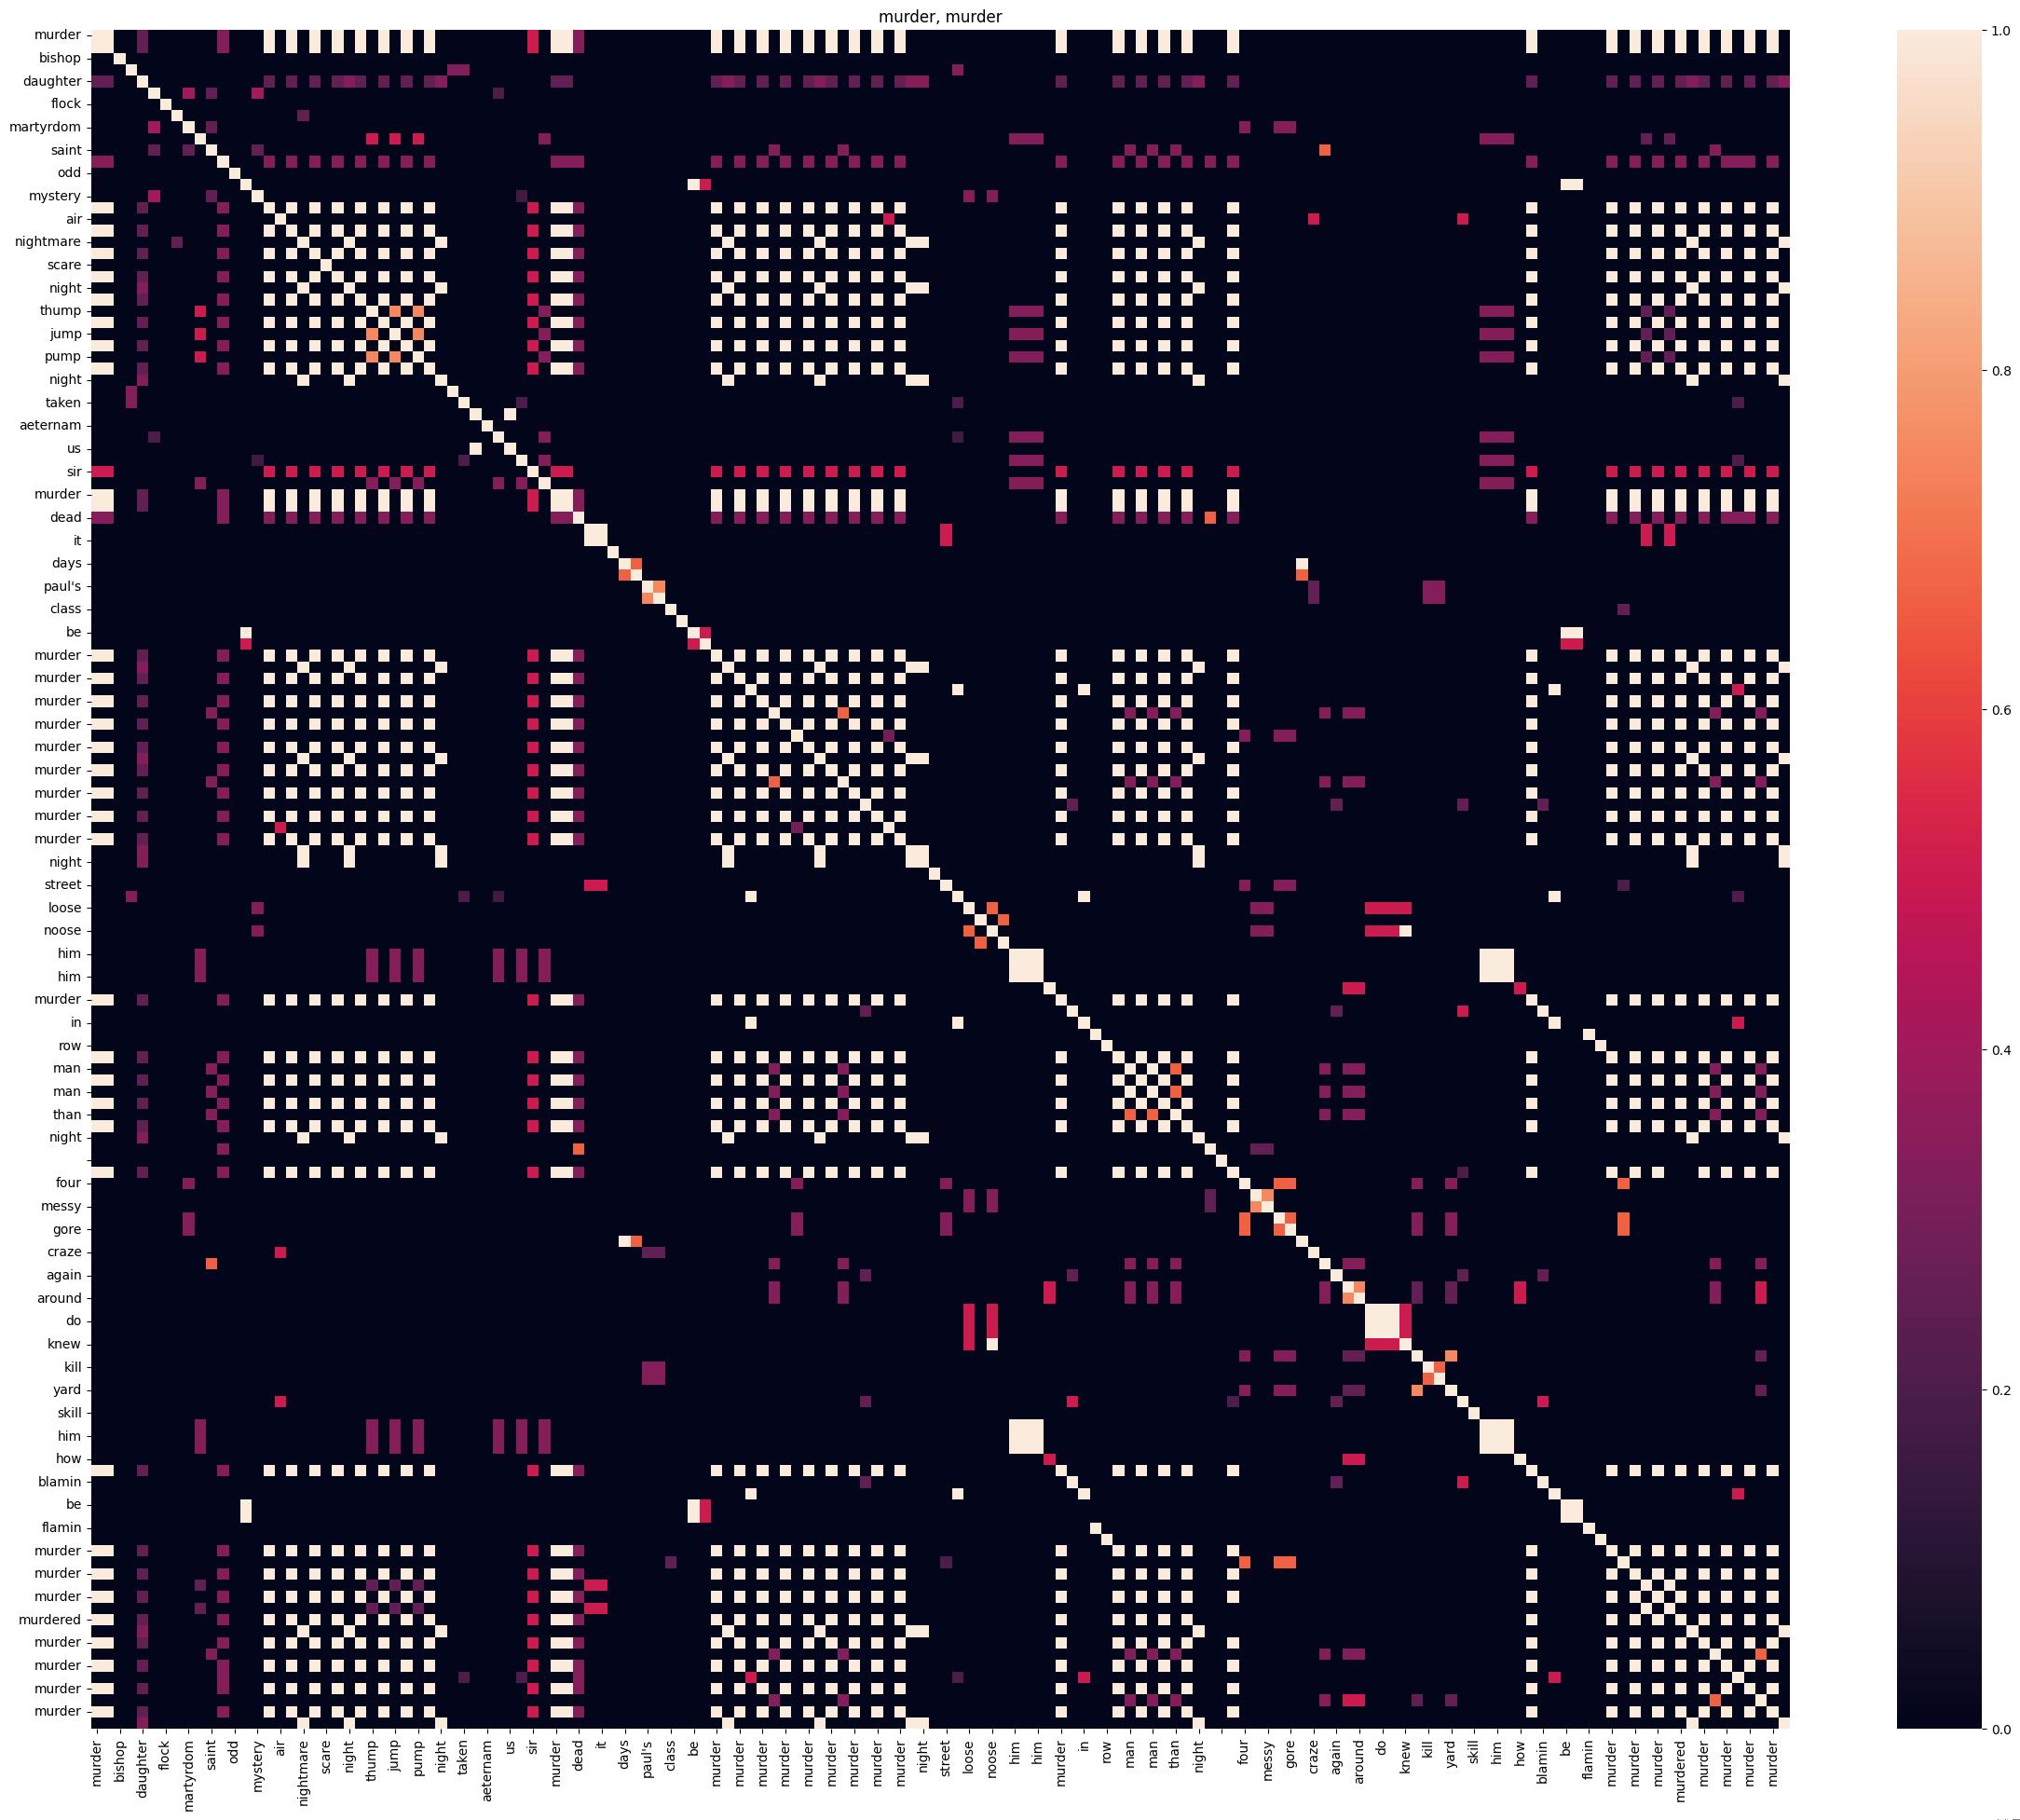 murder, murder
murder
bishop
daughter
flock
martyrdom
saint
odd
mystery
air
nightmare
scare
night
thump
jump
pump
night
taken
aeternam
us
sir
murder
dead
it
days
paul's
class
be
murder
murder
murder
murder
murder
murder
murder
murder
murder
night
street
loose
noose
him
him
murder
in
row
man
man
than
night
four
messy
gore
craze
again
around
do
knew
kill
yard
skill
him
how
blamin
be
flamin
murder
murder
murder
murdered
murder
murder
murder
murder
1.0
0.8
0.6
0.4
0.2
0.0
murder
bishop
daughter
flock
martyrdom
saint
odd
mystery
air
nightmare
scare
night
thump
jump
pump
night
taken
aeternam
us
sir
murder
dead
it
days
paul's
class
be
murder
murder
murder
murder
murder
murder
murder
murder
murder
night
street
loose
noose
him
him
murder
in
row
man
man
than
night
four
messy
gore
craze
again
around
do
knew
kill
yard
skill
him
how
blamin
be
flamin
murder
murder
murder
murdered
murder
murder
murder
murder